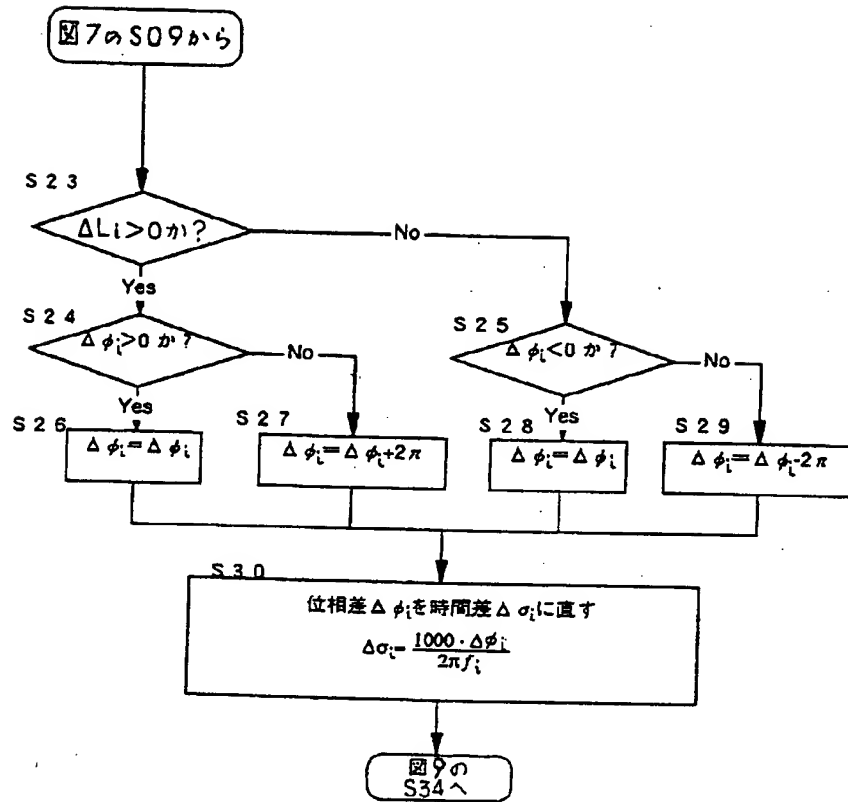 図7のS09から
S23
ΔLi>0か?
No
Yes
S24
Δφi>0か?
No
Yes
S25
Δφi<0か?
No
Yes
S26
Δφi=Δφi
S27
Δφi=Δφi+2π
S28
Δφi=Δφi
S29
Δφi=Δφi-2π
S30
位相差Δφiを時間差Δσiに直す
Δσi=1000・Δφi/2πfi
図9の
S34へ